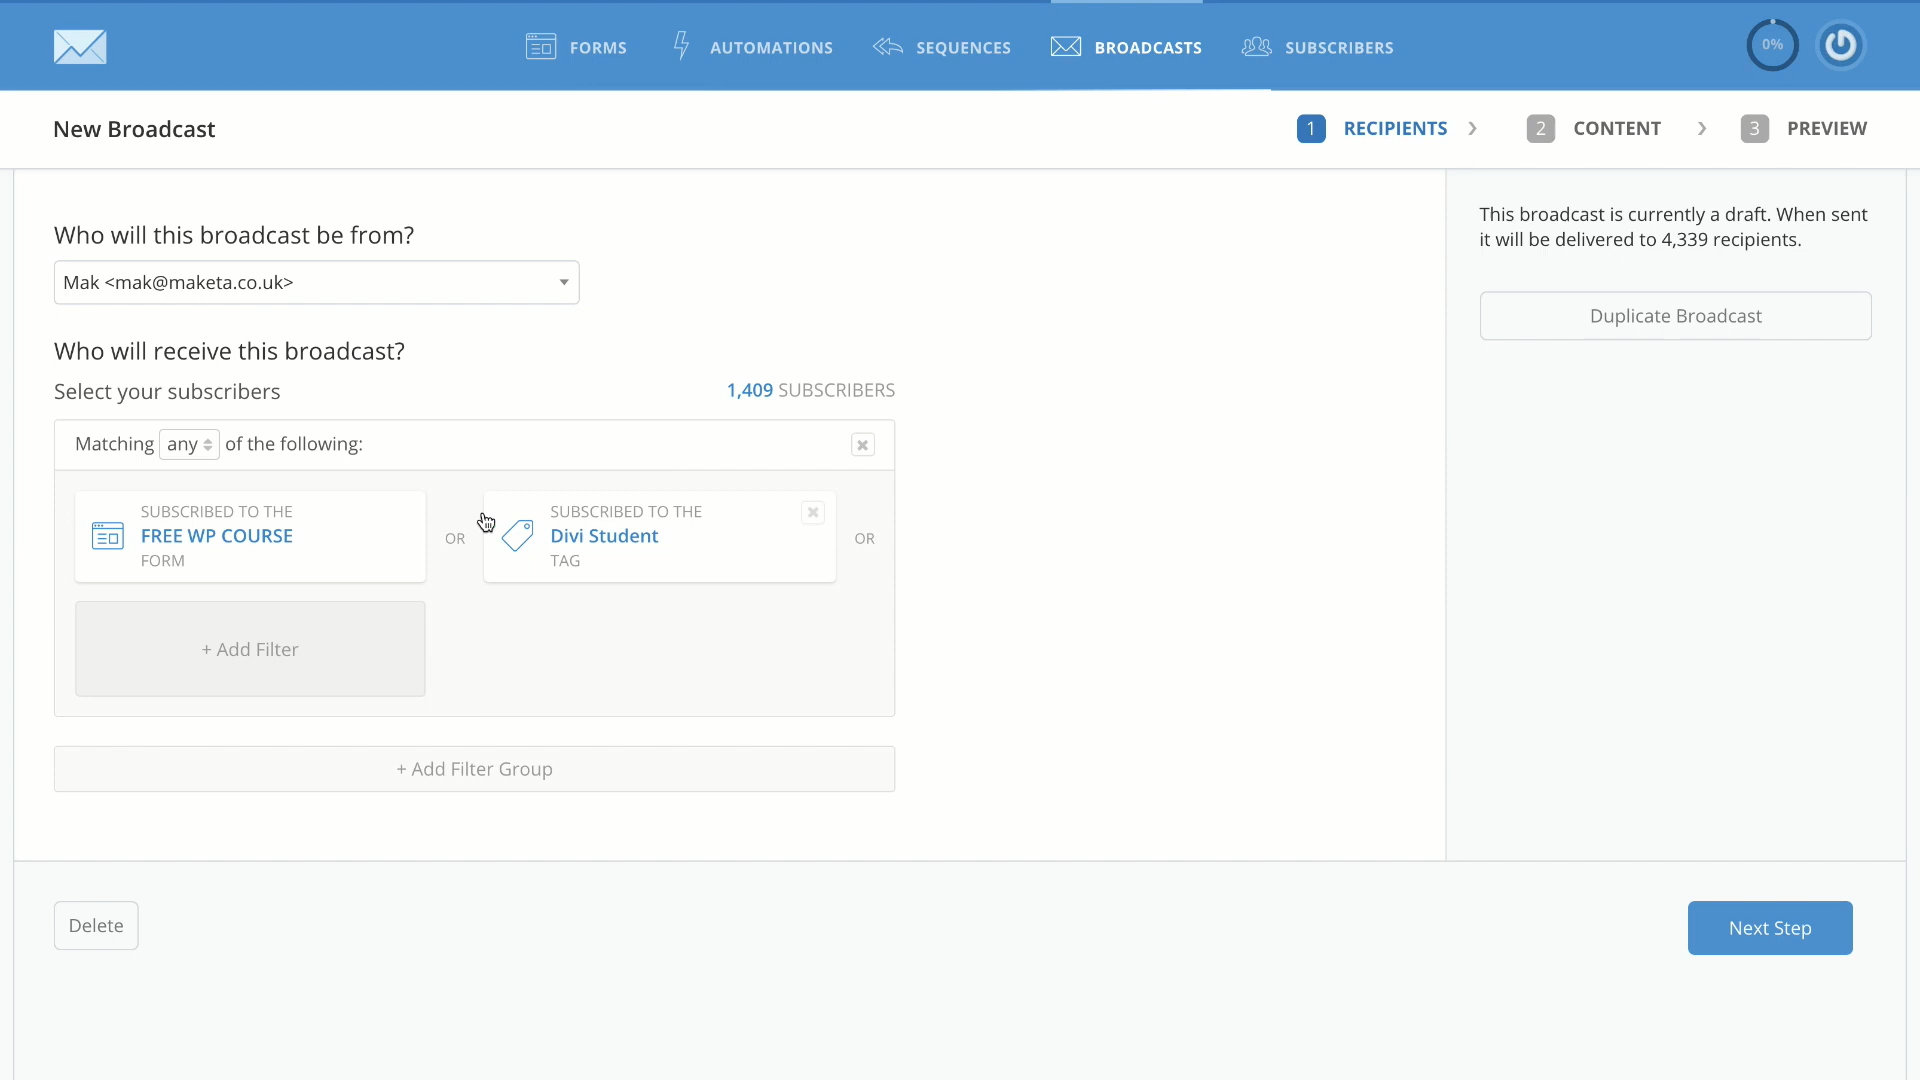 FORMS
AUTOMATIONS
SEQUENCES
BROADCASTS
SUBSCRIBERS
0%
New Broadcast
1 RECIPIENTS
2 CONTENT
3 PREVIEW
Who will this broadcast be from?
Mak <mak@maketa.co.uk>
Who will receive this broadcast?
Select your subscribers
1,409 SUBSCRIBERS
Matching any of the following:
SUBSCRIBED TO THE
FREE WP COURSE
FORM
OR
SUBSCRIBED TO THE
Divi Student
TAG
OR
+ Add Filter
+ Add Filter Group
This broadcast is currently a draft. When sent
it will be delivered to 4,339 recipients.
Duplicate Broadcast
Delete
Next Step